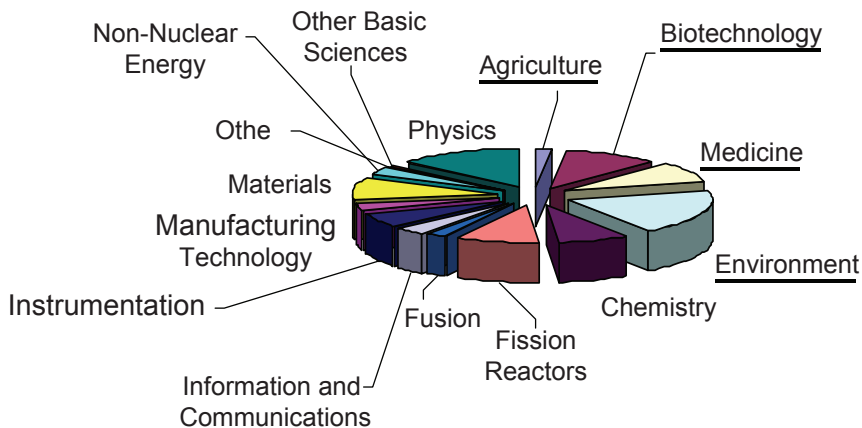 Non-Nuclear
Energy
Other Basic
Sciences
Agriculture
Biotechnology
Othe
Physics
Medicine
Materials
Manufacturing
Technology
Environment
Instrumentation
Fusion
Chemistry
Fission
Reactors
Information and
Communications